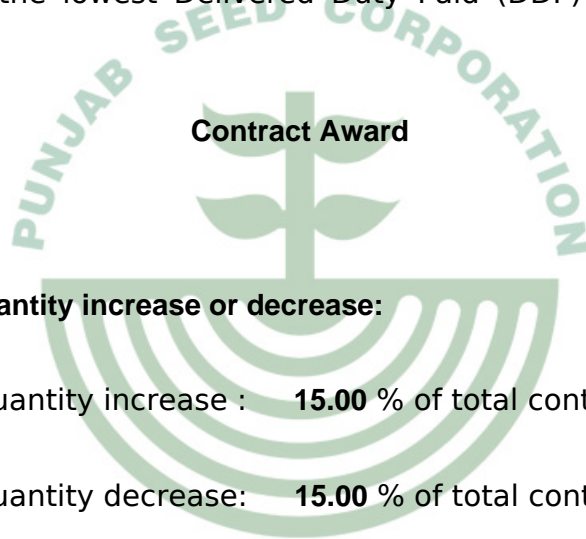 the lowest Delivered Duty Paid (DDP)
PUNJAB SEED CORPORATION
Contract Award
antity increase or decrease:
uantity increase : 15.00 % of total cont
uantity decrease: 15.00 % of total cont